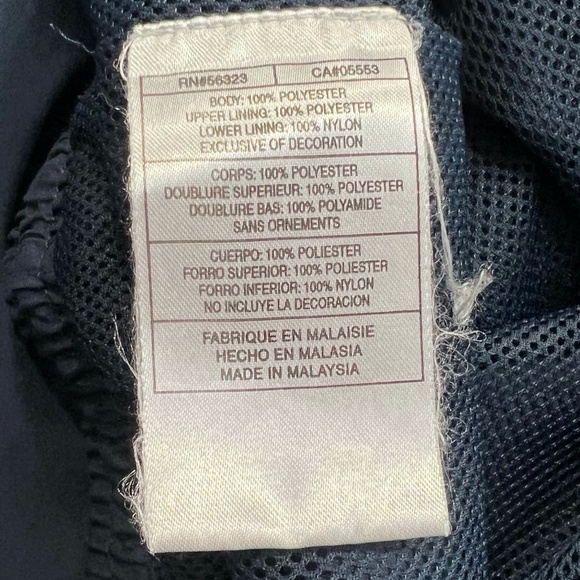 RN#56323 CA#05553
BODY: 100% POLYESTER
UPPER LINING: 100% POLYESTER
LOWER LINING: 100% NYLON
EXCLUSIVE OF DECORATION
CORPS: 100% POLYESTER
DOUBLURE SUPERIEUR: 100% POLYESTER
DOUBLURE BAS: 100% POLYAMIDE
SANS ORNEMENTS
CUERPO: 100% POLIESTER
FORRO SUPERIOR: 100% POLIESTER
FORRO INFERIOR: 100% NYLON
NO INCLUYE LA DECORACION
FABRIQUE EN MALAISIE
HECHO EN MALASIA
MADE IN MALAYSIA